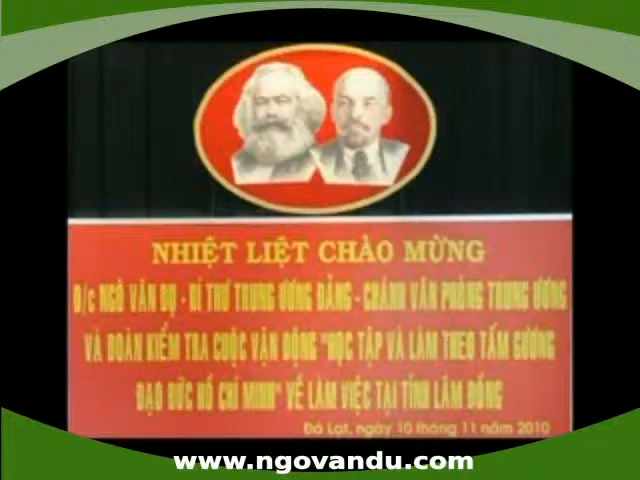 NHIỆT LIỆT CHÀO MỪNG
Đ/c NGÔ VĂN DỤ - BÍ THƯ TRUNG ƯƠNG ĐẢNG - CHÁNH VĂN PHÒNG TRUNG ƯƠNG
VÀ ĐOÀN KIỂM TRA CUỘC VẬN ĐỘNG "HỌC TẬP VÀ LÀM THEO TẤM GƯƠNG
ĐẠO ĐỨC HỒ CHÍ MINH" VỀ LÀM VIỆC TẠI TỈNH LÂM ĐỒNG
Đà Lạt, ngày 10 tháng 11 năm 2010
www.ngovandu.com